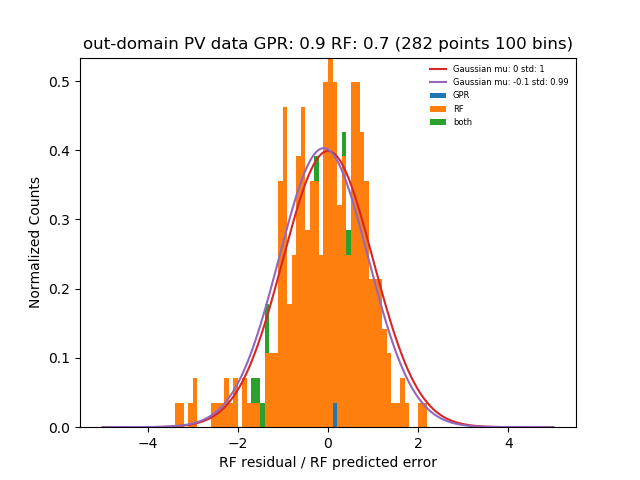 out-domain PV data GPR: 0.9 RF: 0.7 (282 points 100 bins)
Gaussian mu: 0 std: 1
Gaussian mu: -0.1 std: 0.99
GPR
RF
both
Normalized Counts
0.5
0.4
0.3
0.2
0.1
0.0
−4 −2 0 2 4
RF residual / RF predicted error